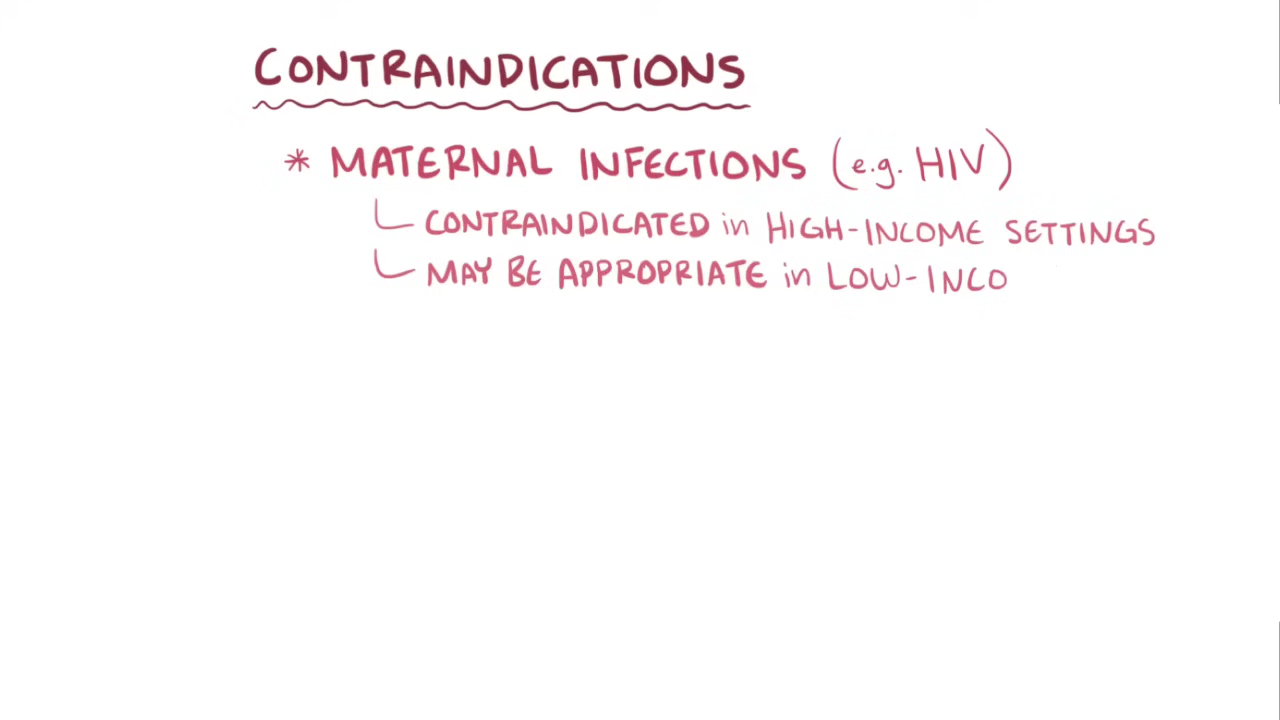 CONTRAINDICATIONS
* MATERNAL INFECTIONS (e.g. HIV)
CONTRAINDICATED in HIGH-INCOME SETTINGS
MAY BE APPROPRIATE in LOW-INCO